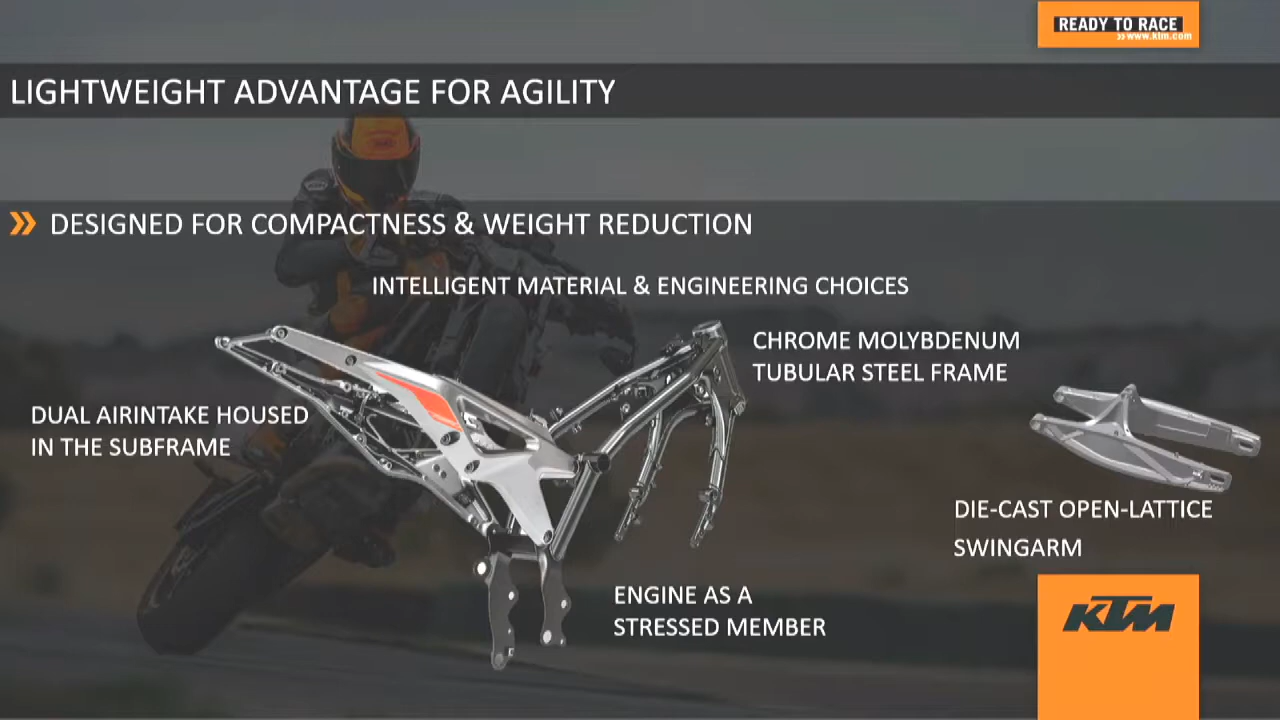 READY TO RACE
» www.ktm.com
LIGHTWEIGHT ADVANTAGE FOR AGILITY
» DESIGNED FOR COMPACTNESS & WEIGHT REDUCTION
INTELLIGENT MATERIAL & ENGINEERING CHOICES
CHROME MOLYBDENUM
TUBULAR STEEL FRAME
DUAL AIRINTAKE HOUSED
IN THE SUBFRAME
DIE-CAST OPEN-LATTICE
SWINGARM
ENGINE AS A
STRESSED MEMBER
KTM